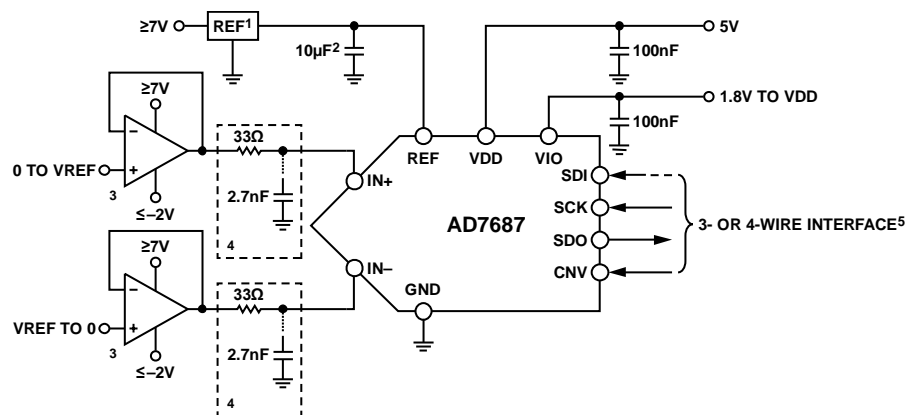 ≥7V
REF1
10µF2
100nF
5V
≥7V
1.8V TO VDD
100nF
33Ω
REF
VDD
VIO
0 TO VREF
–
+
3
2.7nF
IN+
SDI
≤–2V
SCK
4
AD7687
3- OR 4-WIRE INTERFACE5
SDO
≥7V
IN–
CNV
33Ω
GND
VREF TO 0
–
+
3
2.7nF
≤–2V
4